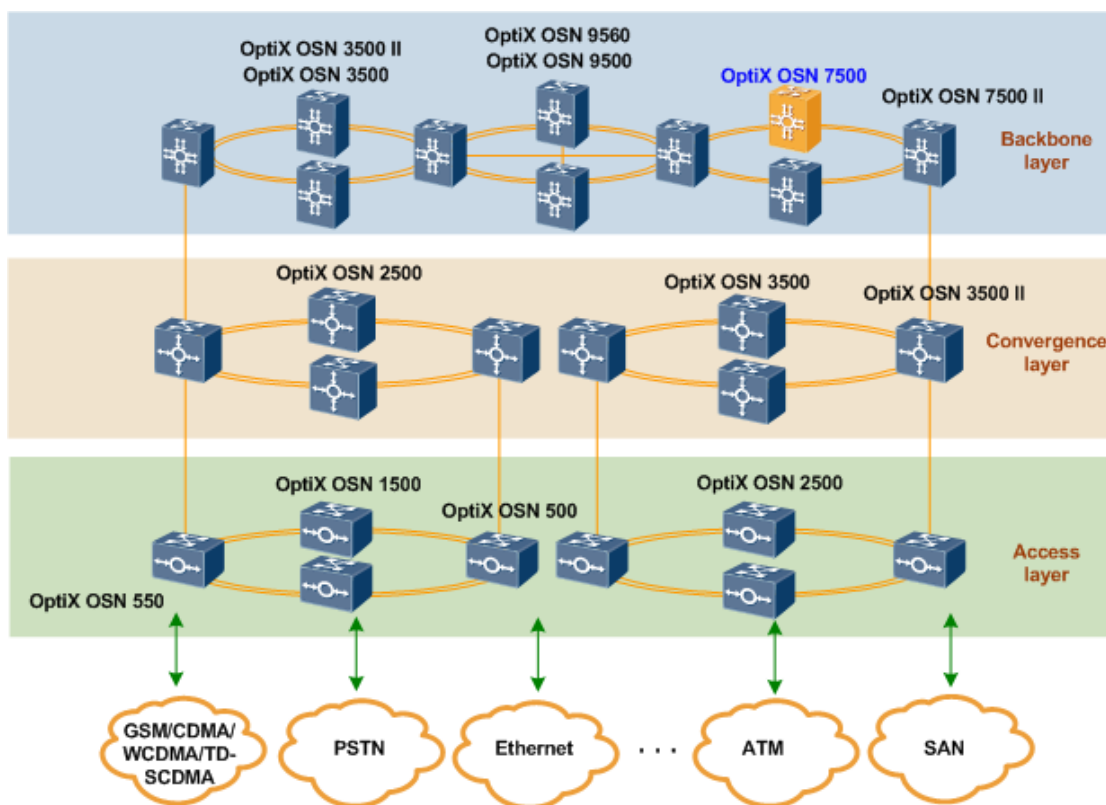 OptiX OSN 3500 II
OptiX OSN 3500
OptiX OSN 9560
OptiX OSN 9500
OptiX OSN 7500
OptiX OSN 7500 II
Backbone
layer
OptiX OSN 2500
OptiX OSN 3500
OptiX OSN 3500 II
Convergence
layer
OptiX OSN 1500
OptiX OSN 500
OptiX OSN 2500
Access
layer
OptiX OSN 550
GSM/CDMA/
WCDMA/TD-
SCDMA
PSTN
Ethernet
. . .
ATM
SAN